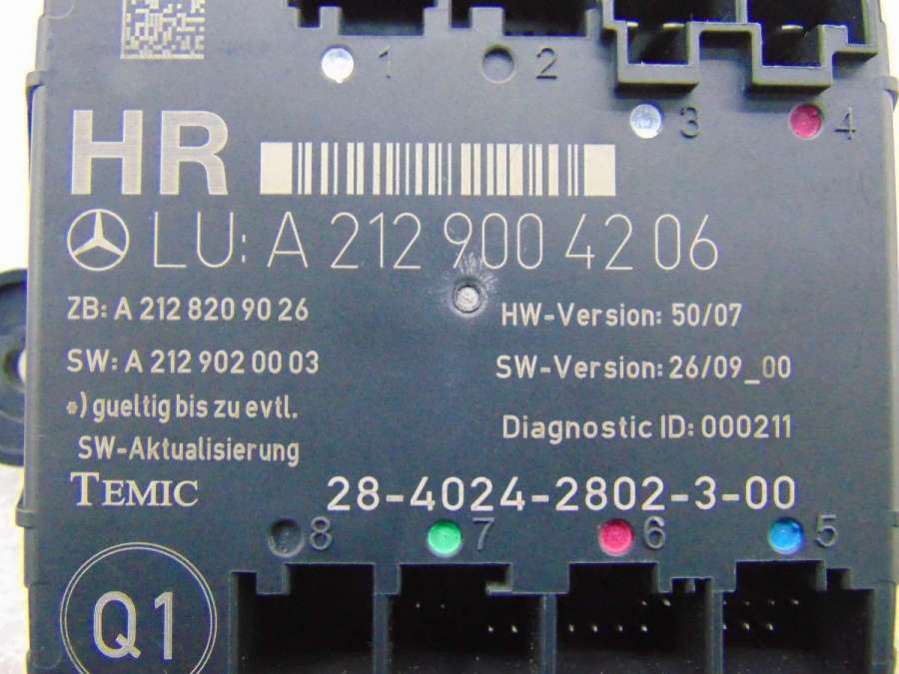 1 2
3 4
HR
LU: A 212 900 42 06
ZB: A 212 820 90 26
HW-Version: 50/07
SW: A 212 902 00 03
SW-Version: 26/09_00
*) gueltig bis zu evtl.
SW-Aktualisierung
Diagnostic ID: 000211
TEMIC 28-4024-2802-3-00
8 7 6 5
Q1